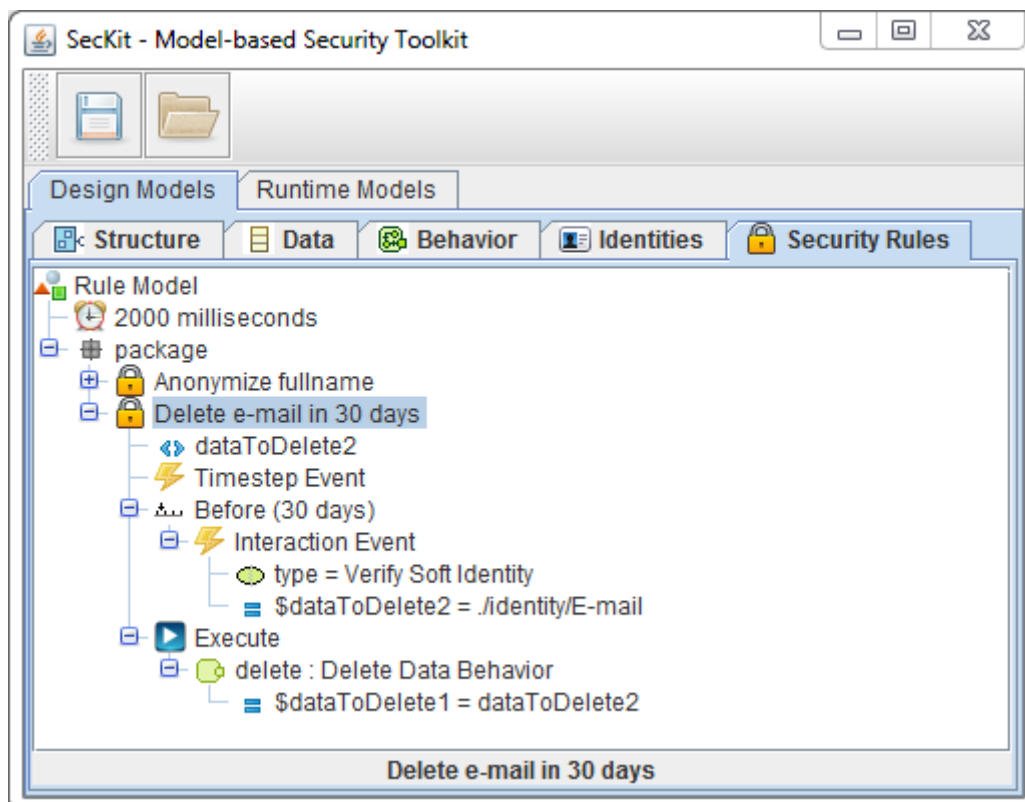 SecKit - Model-based Security Toolkit
Design Models
Runtime Models
Structure
Data
Behavior
Identities
Security Rules
Rule Model
2000 milliseconds
package
Anonymize fullname
Delete e-mail in 30 days
dataToDelete2
Timestep Event
Before (30 days)
Interaction Event
type = Verify Soft Identity
$dataToDelete2 = ./identity/E-mail
Execute
delete : Delete Data Behavior
$dataToDelete1 = dataToDelete2
Delete e-mail in 30 days